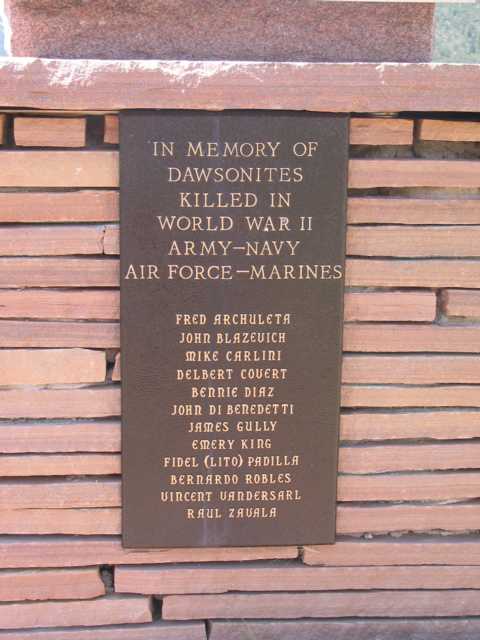 IN MEMORY OF
DAWSONITES
KILLED IN
WORLD WAR II
ARMY–NAVY
AIR FORCE–MARINES
FRED ARCHULETA
JOHN BLAZEVICH
MIKE CARLINI
DELBERT COVERT
BENNIE DIAZ
JOHN DI BENEDETTI
JAMES GULLY
EMERY KING
FIDEL (LITO) PADILLA
BERNARDO ROBLES
VINCENT VANDERSARL
RAUL ZAVALA